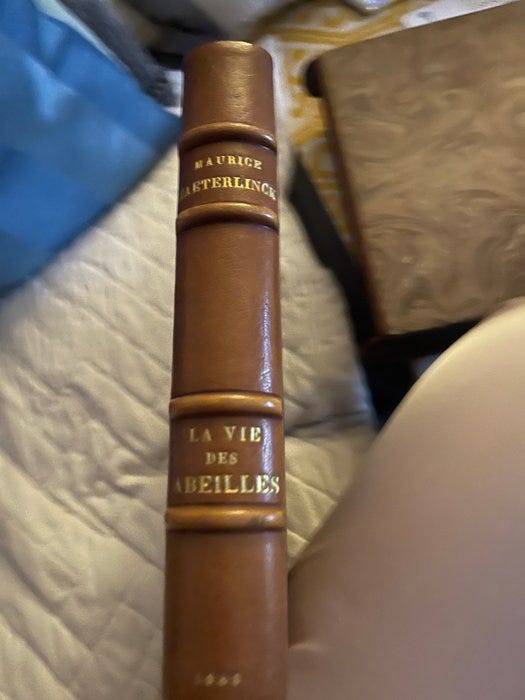 MAURICE
MAETERLINCK
LA VIE
DES
ABEILLES